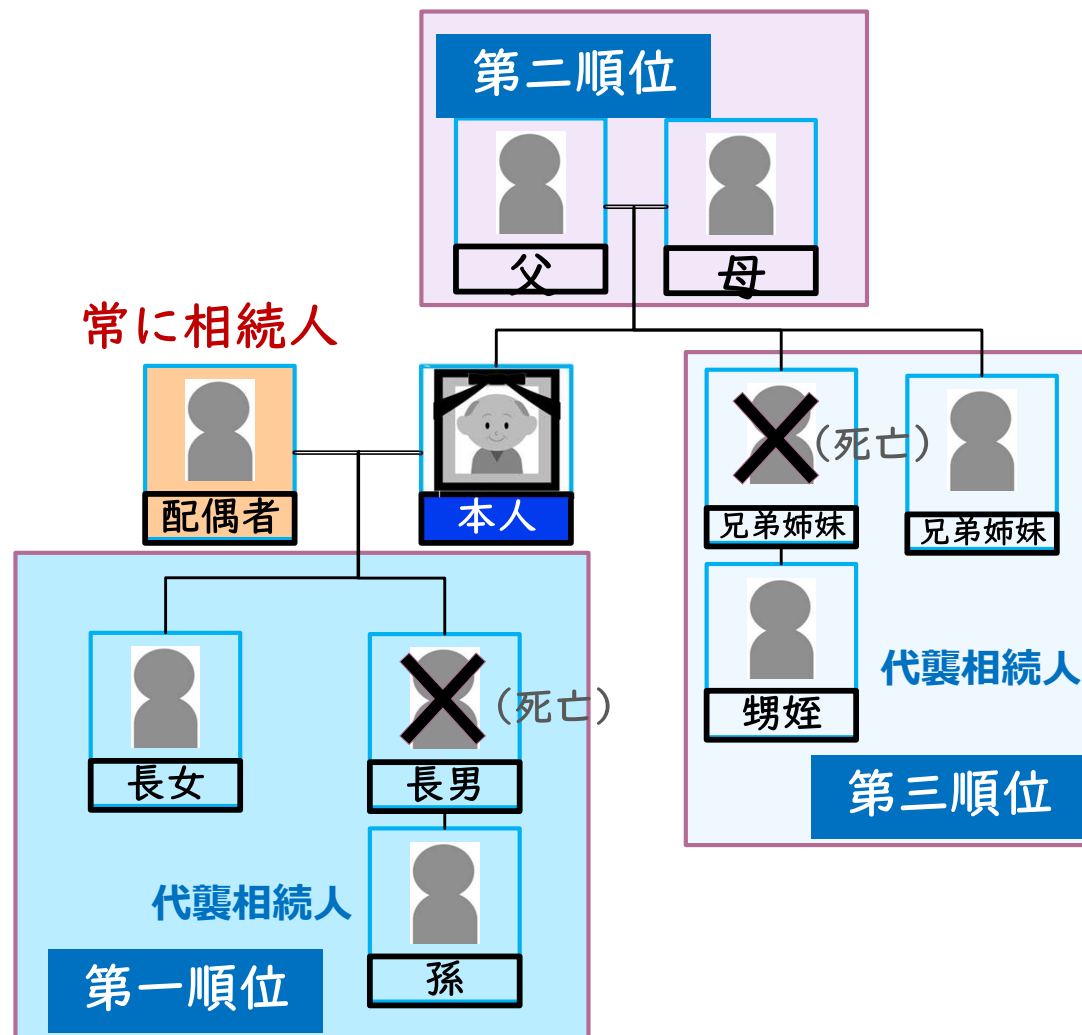 第二順位
父
母
常に相続人
配偶者
本人
(死亡)
兄弟姉妹
兄弟姉妹
代襲相続人
甥姪
第三順位
(死亡)
長女
長男
代襲相続人
孫
第一順位